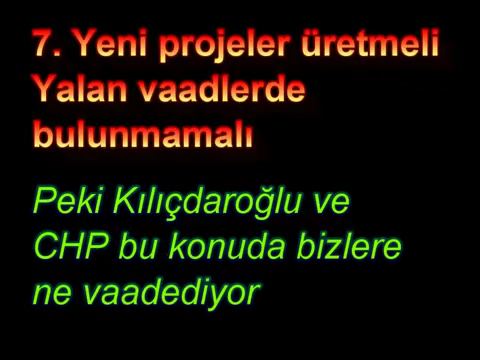 7. Yeni projeler üretmeli
Yalan vaadlerde
bulunmamalı
Peki Kılıçdaroğlu ve
CHP bu konuda bizlere
ne vaadediyor